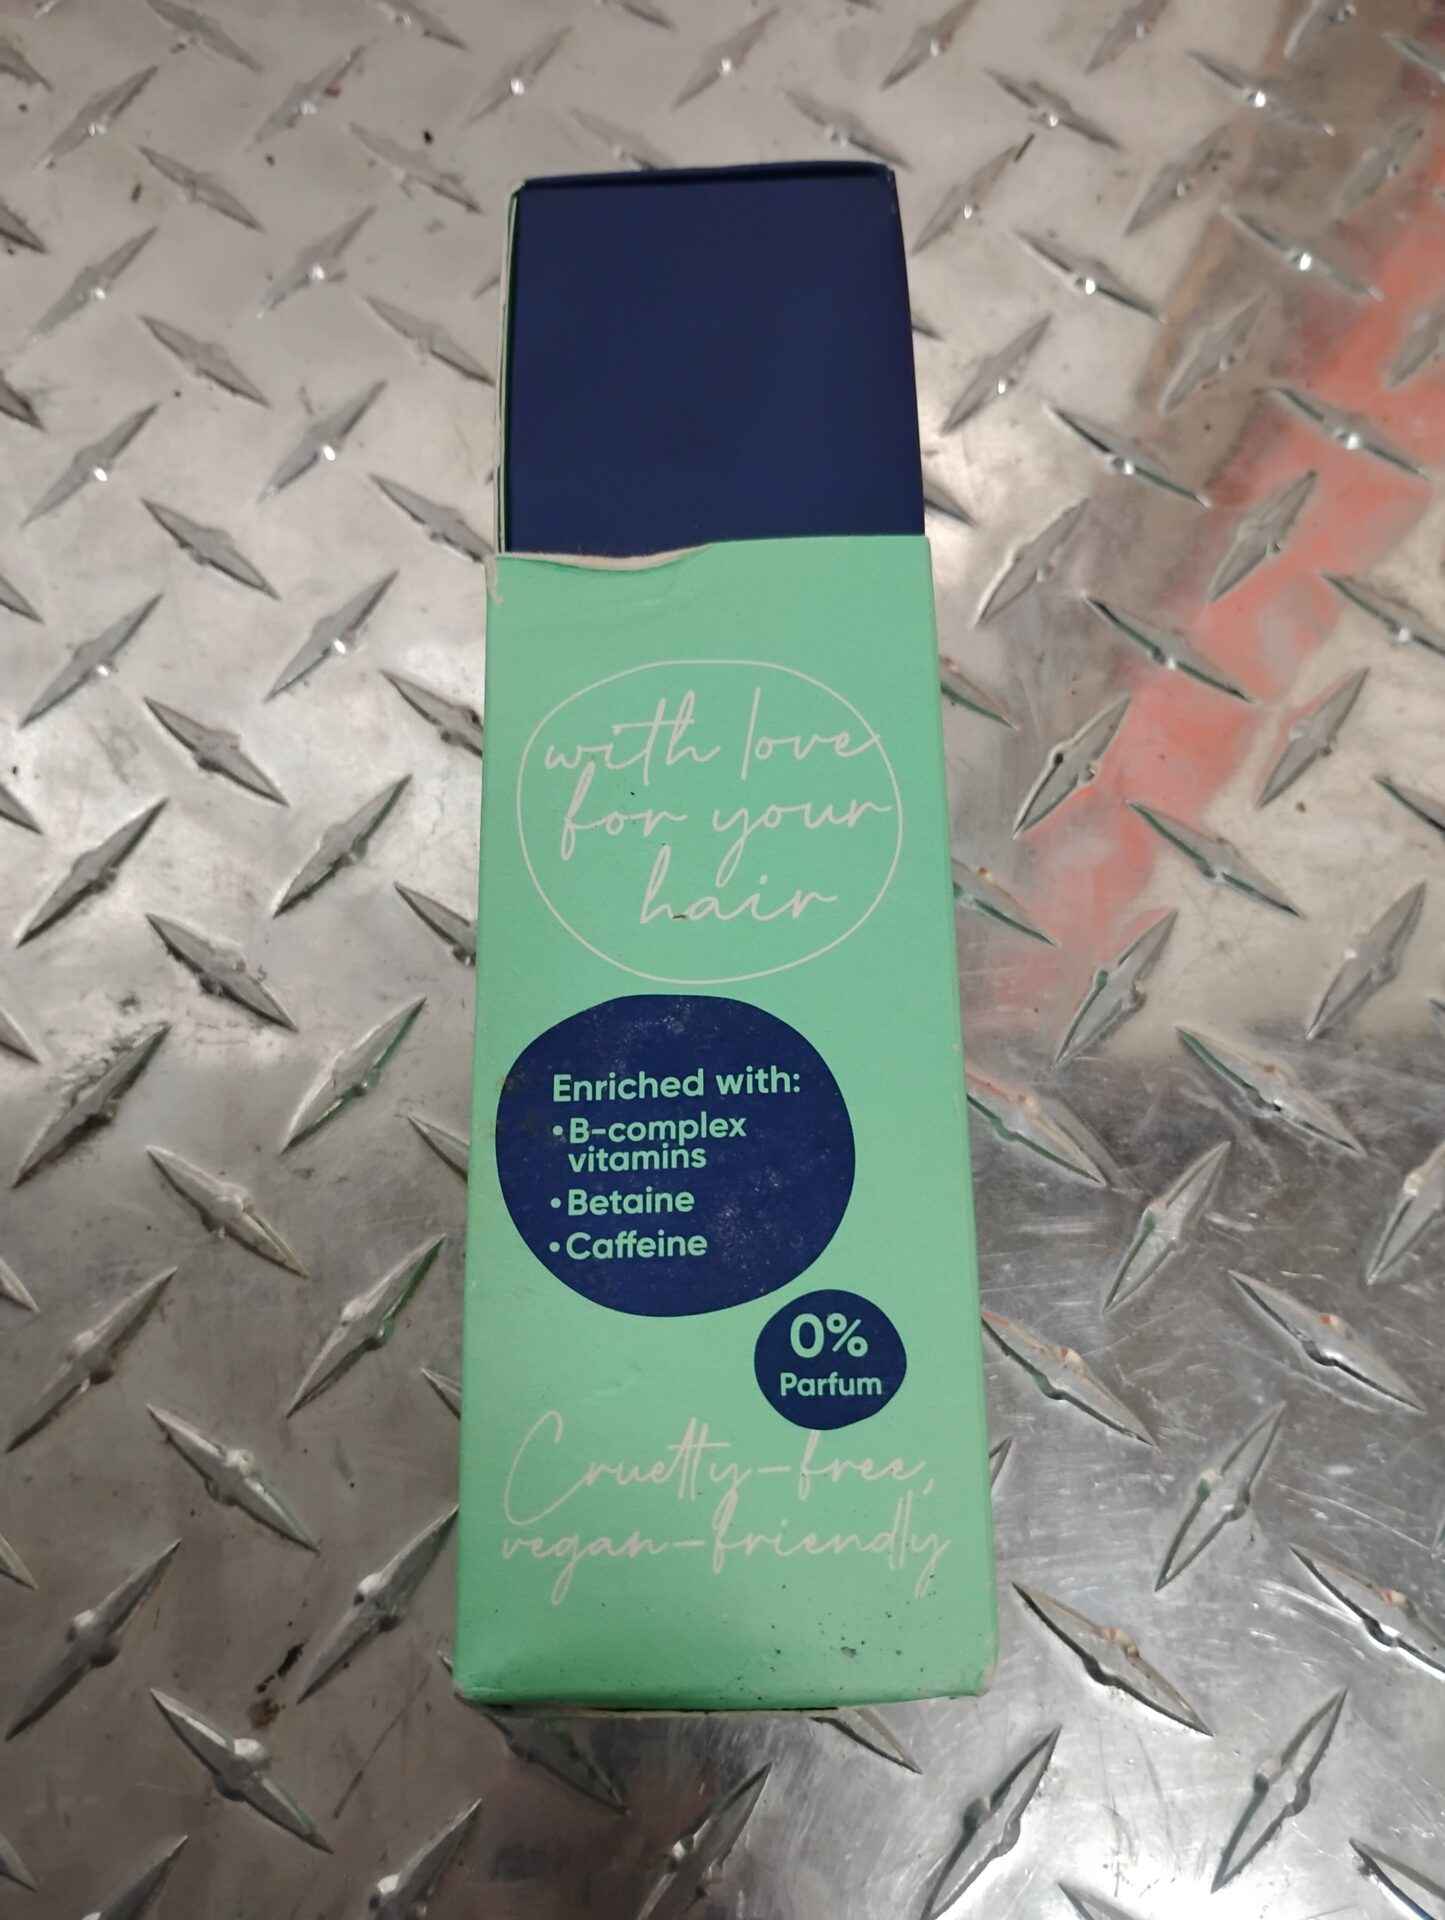 with love
for your
hair
Enriched with:
•B-complex
vitamins
•Betaine
•Caffeine
0%
Parfum
Cruelty-free,
vegan-friendly